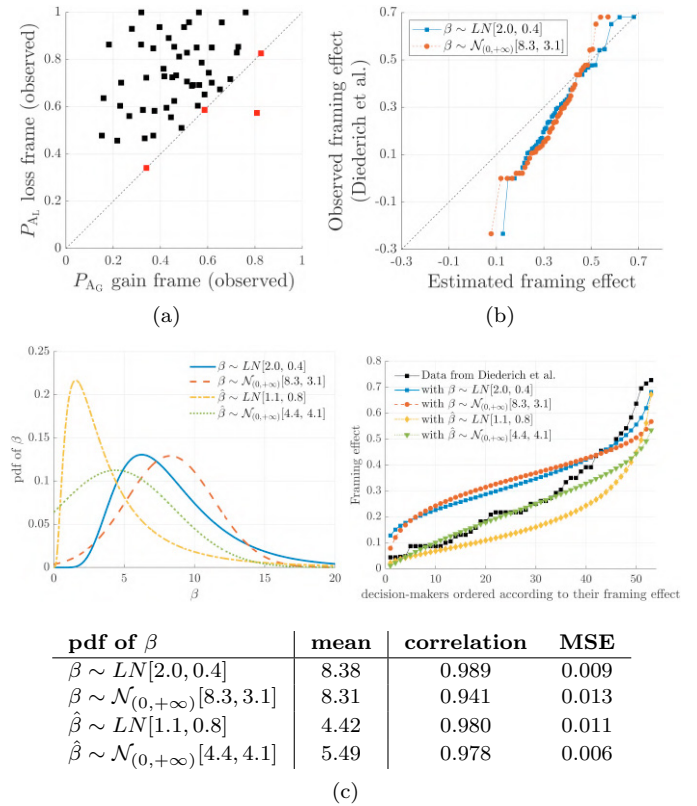 1
0.8
0.6
0.4
0.2
0
0 0.2 0.4 0.6 0.8 1
P_{A_L} loss frame (observed)
P_{A_G} gain frame (observed)
(a)
β ~ LN[2.0, 0.4]
β ~ N_{(0,+∞)}[8.3, 3.1]
0.7
0.5
0.3
0.1
-0.1
-0.3
-0.3 -0.1 0.1 0.3 0.5 0.7
Observed framing effect
(Diederich et al.)
Estimated framing effect
(b)
β ~ LN[2.0, 0.4]
β ~ N_{(0,+∞)}[8.3, 3.1]
β̂ ~ LN[1.1, 0.8]
β̂ ~ N_{(0,+∞)}[4.4, 4.1]
0.25
0.2
0.15
0.1
0.05
0
0 5 10 15 20
pdf of β
β
Data from Diederich et al.
with β ~ LN[2.0, 0.4]
with β ~ N_{(0,+∞)}[8.3, 3.1]
with β̂ ~ LN[1.1, 0.8]
with β̂ ~ N_{(0,+∞)}[4.4, 4.1]
0.8
0.7
0.6
0.5
0.4
0.3
0.2
0.1
0
0 10 20 30 40 50
Framing effect
decision-makers ordered according to their framing effect
pdf of β mean correlation MSE
β ~ LN[2.0, 0.4] 8.38 0.989 0.009
β ~ N_{(0,+∞)}[8.3, 3.1] 8.31 0.941 0.013
β̂ ~ LN[1.1, 0.8] 4.42 0.980 0.011
β̂ ~ N_{(0,+∞)}[4.4, 4.1] 5.49 0.978 0.006
(c)